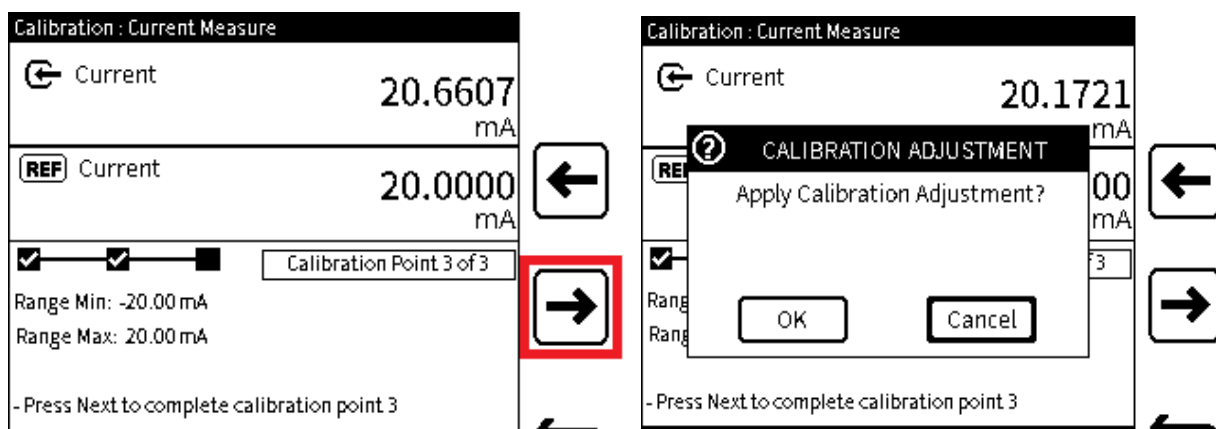 Calibration : Current Measure
Current
20.6607
mA
REF Current
20.0000
mA
Calibration Point 3 of 3
Range Min: -20.00 mA
Range Max: 20.00 mA
- Press Next to complete calibration point 3
Calibration : Current Measure
Current
20.1721
mA
CALIBRATION ADJUSTMENT
Apply Calibration Adjustment?
OK
Cancel
00
mA
- Press Next to complete calibration point 3